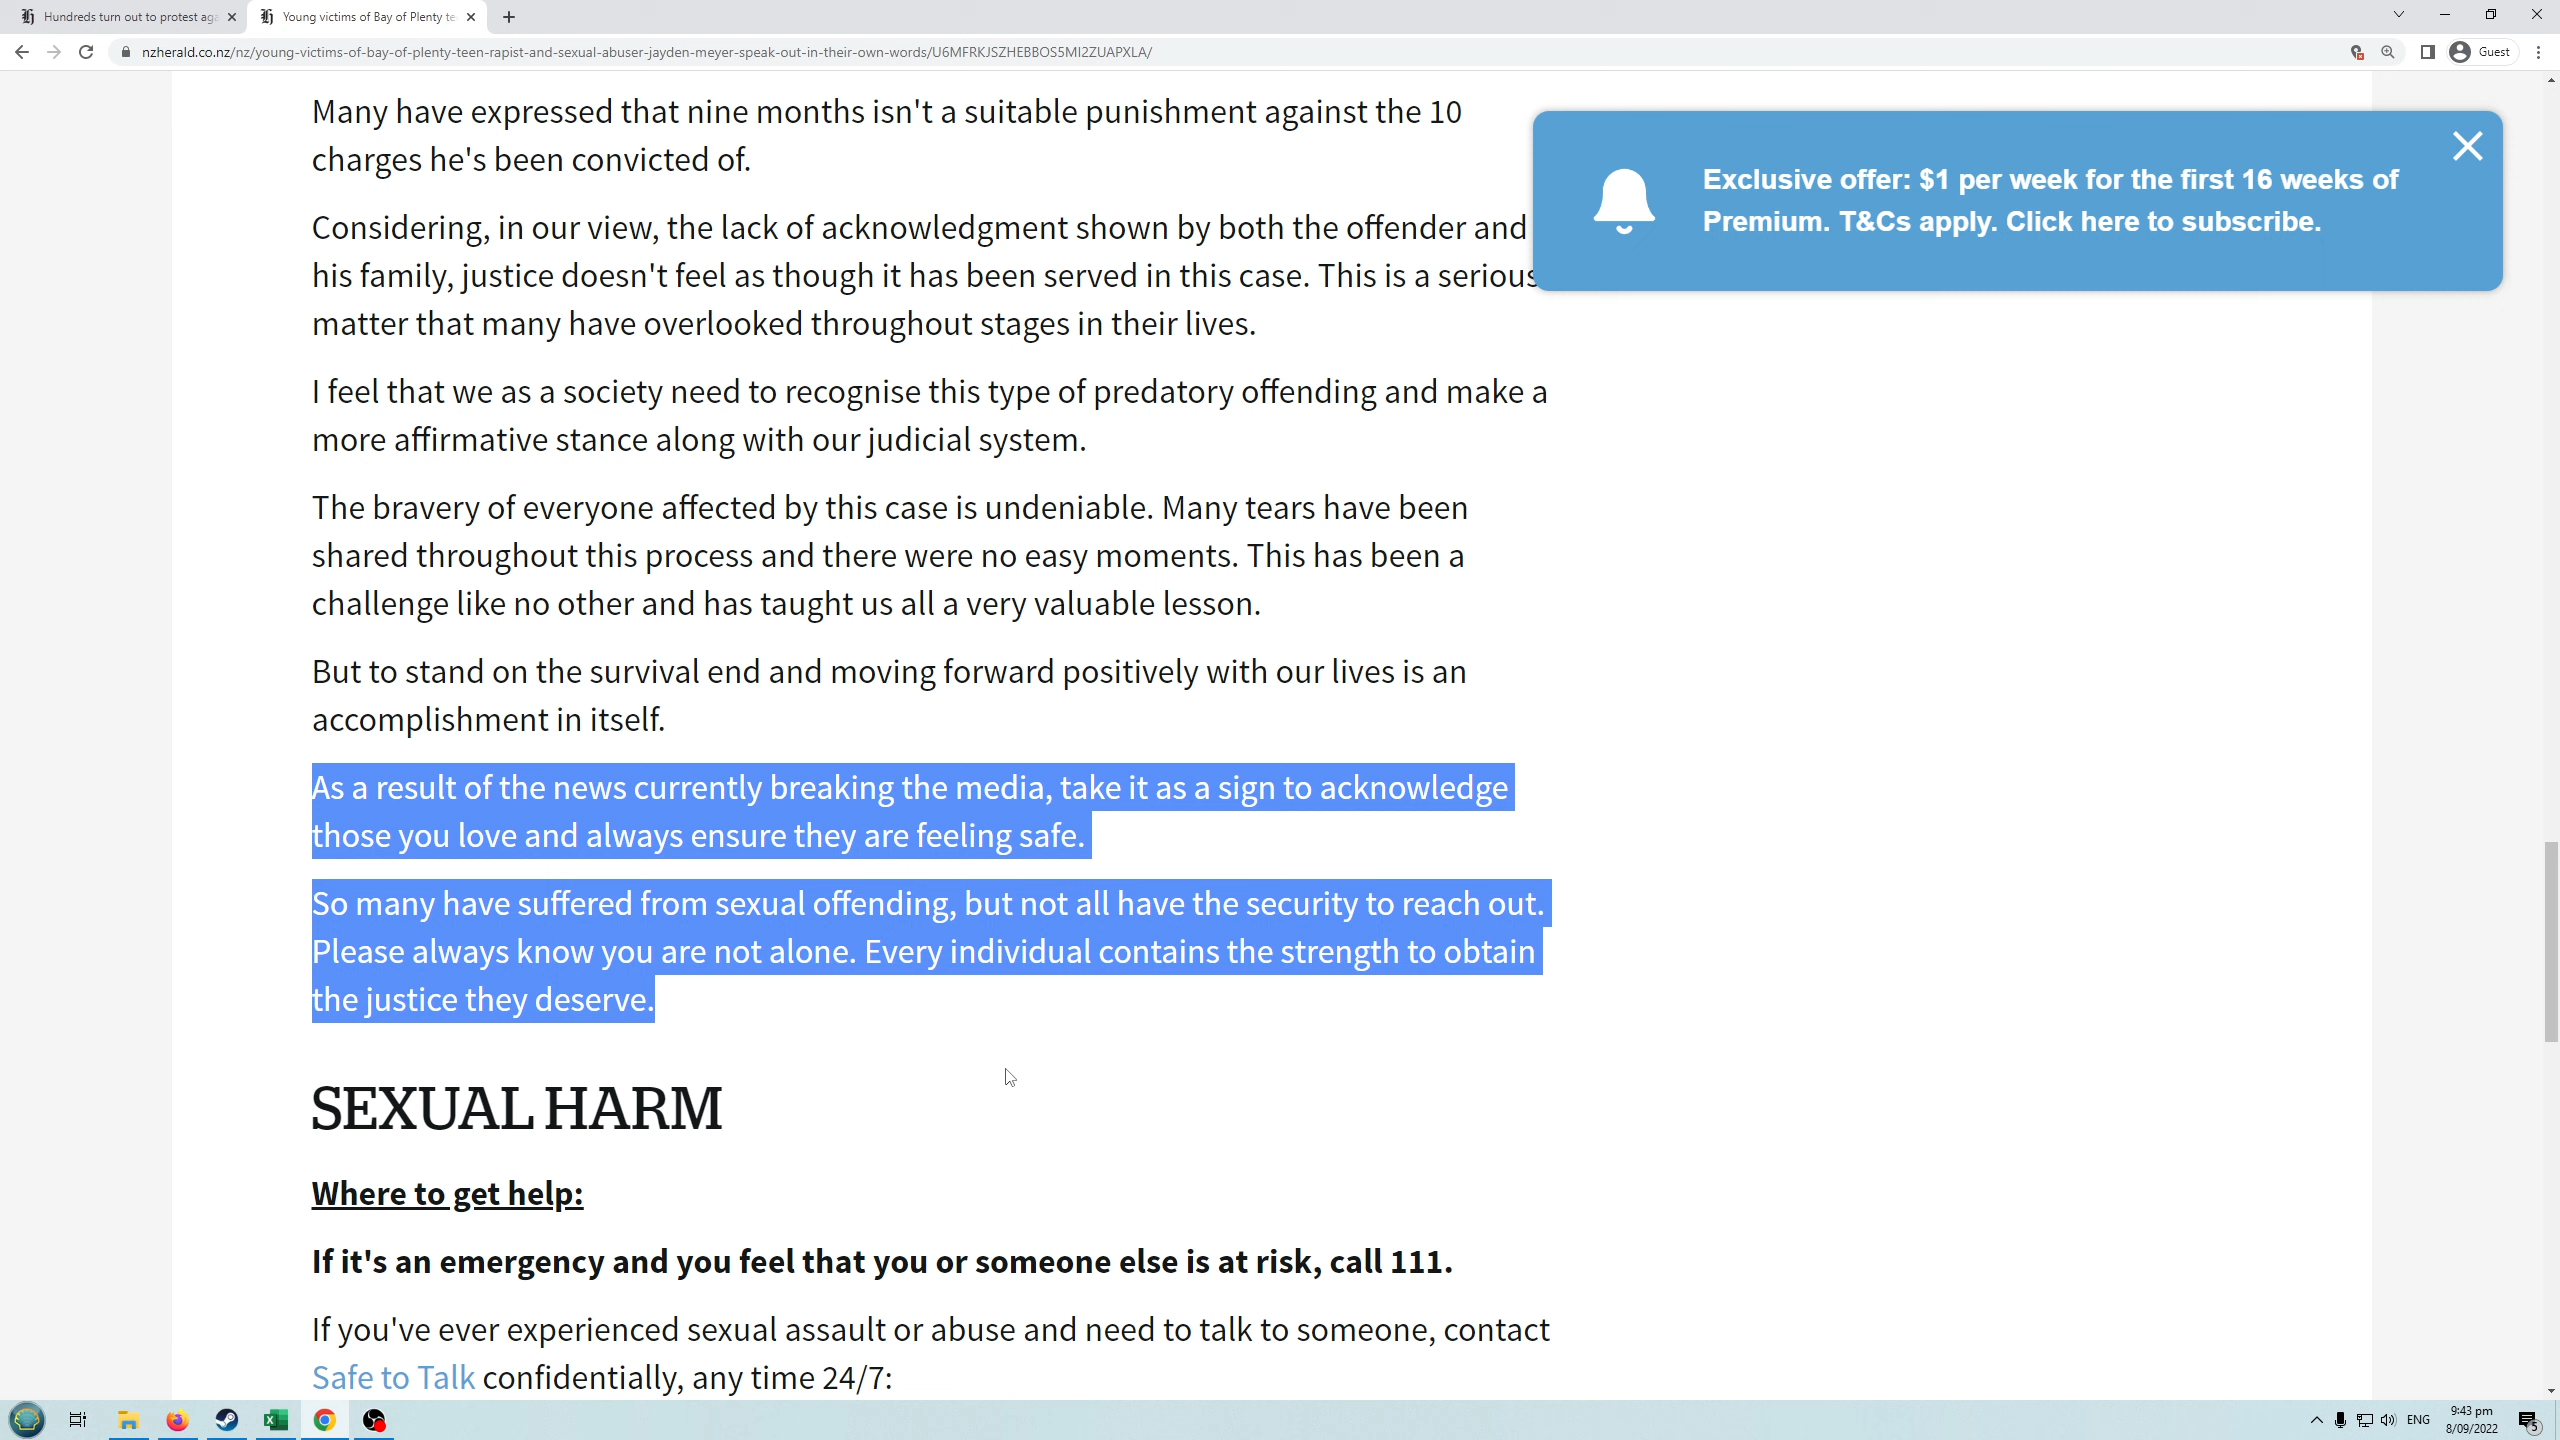 Hundreds turn out to protest aga
Young victims of Bay of Plenty te
nzherald.co.nz/nz/young-victims-of-bay-of-plenty-teen-rapist-and-sexual-abuser-jayden-meyer-speak-out-in-their-own-words/U6MFRKJSZHEBBOS5MI2ZUAPXLA/
Guest
Many have expressed that nine months isn't a suitable punishment against the 10
charges he's been convicted of.
Exclusive offer: $1 per week for the first 16 weeks of
Premium. T&Cs apply. Click here to subscribe.
Considering, in our view, the lack of acknowledgment shown by both the offender and
his family, justice doesn't feel as though it has been served in this case. This is a serious
matter that many have overlooked throughout stages in their lives.
I feel that we as a society need to recognise this type of predatory offending and make a
more affirmative stance along with our judicial system.
The bravery of everyone affected by this case is undeniable. Many tears have been
shared throughout this process and there were no easy moments. This has been a
challenge like no other and has taught us all a very valuable lesson.
But to stand on the survival end and moving forward positively with our lives is an
accomplishment in itself.
As a result of the news currently breaking the media, take it as a sign to acknowledge
those you love and always ensure they are feeling safe.
So many have suffered from sexual offending, but not all have the security to reach out.
Please always know you are not alone. Every individual contains the strength to obtain
the justice they deserve.
SEXUAL HARM
Where to get help:
If it's an emergency and you feel that you or someone else is at risk, call 111.
If you've ever experienced sexual assault or abuse and need to talk to someone, contact
Safe to Talk confidentially, any time 24/7:
ENG
9:43 pm
8/09/2022
5